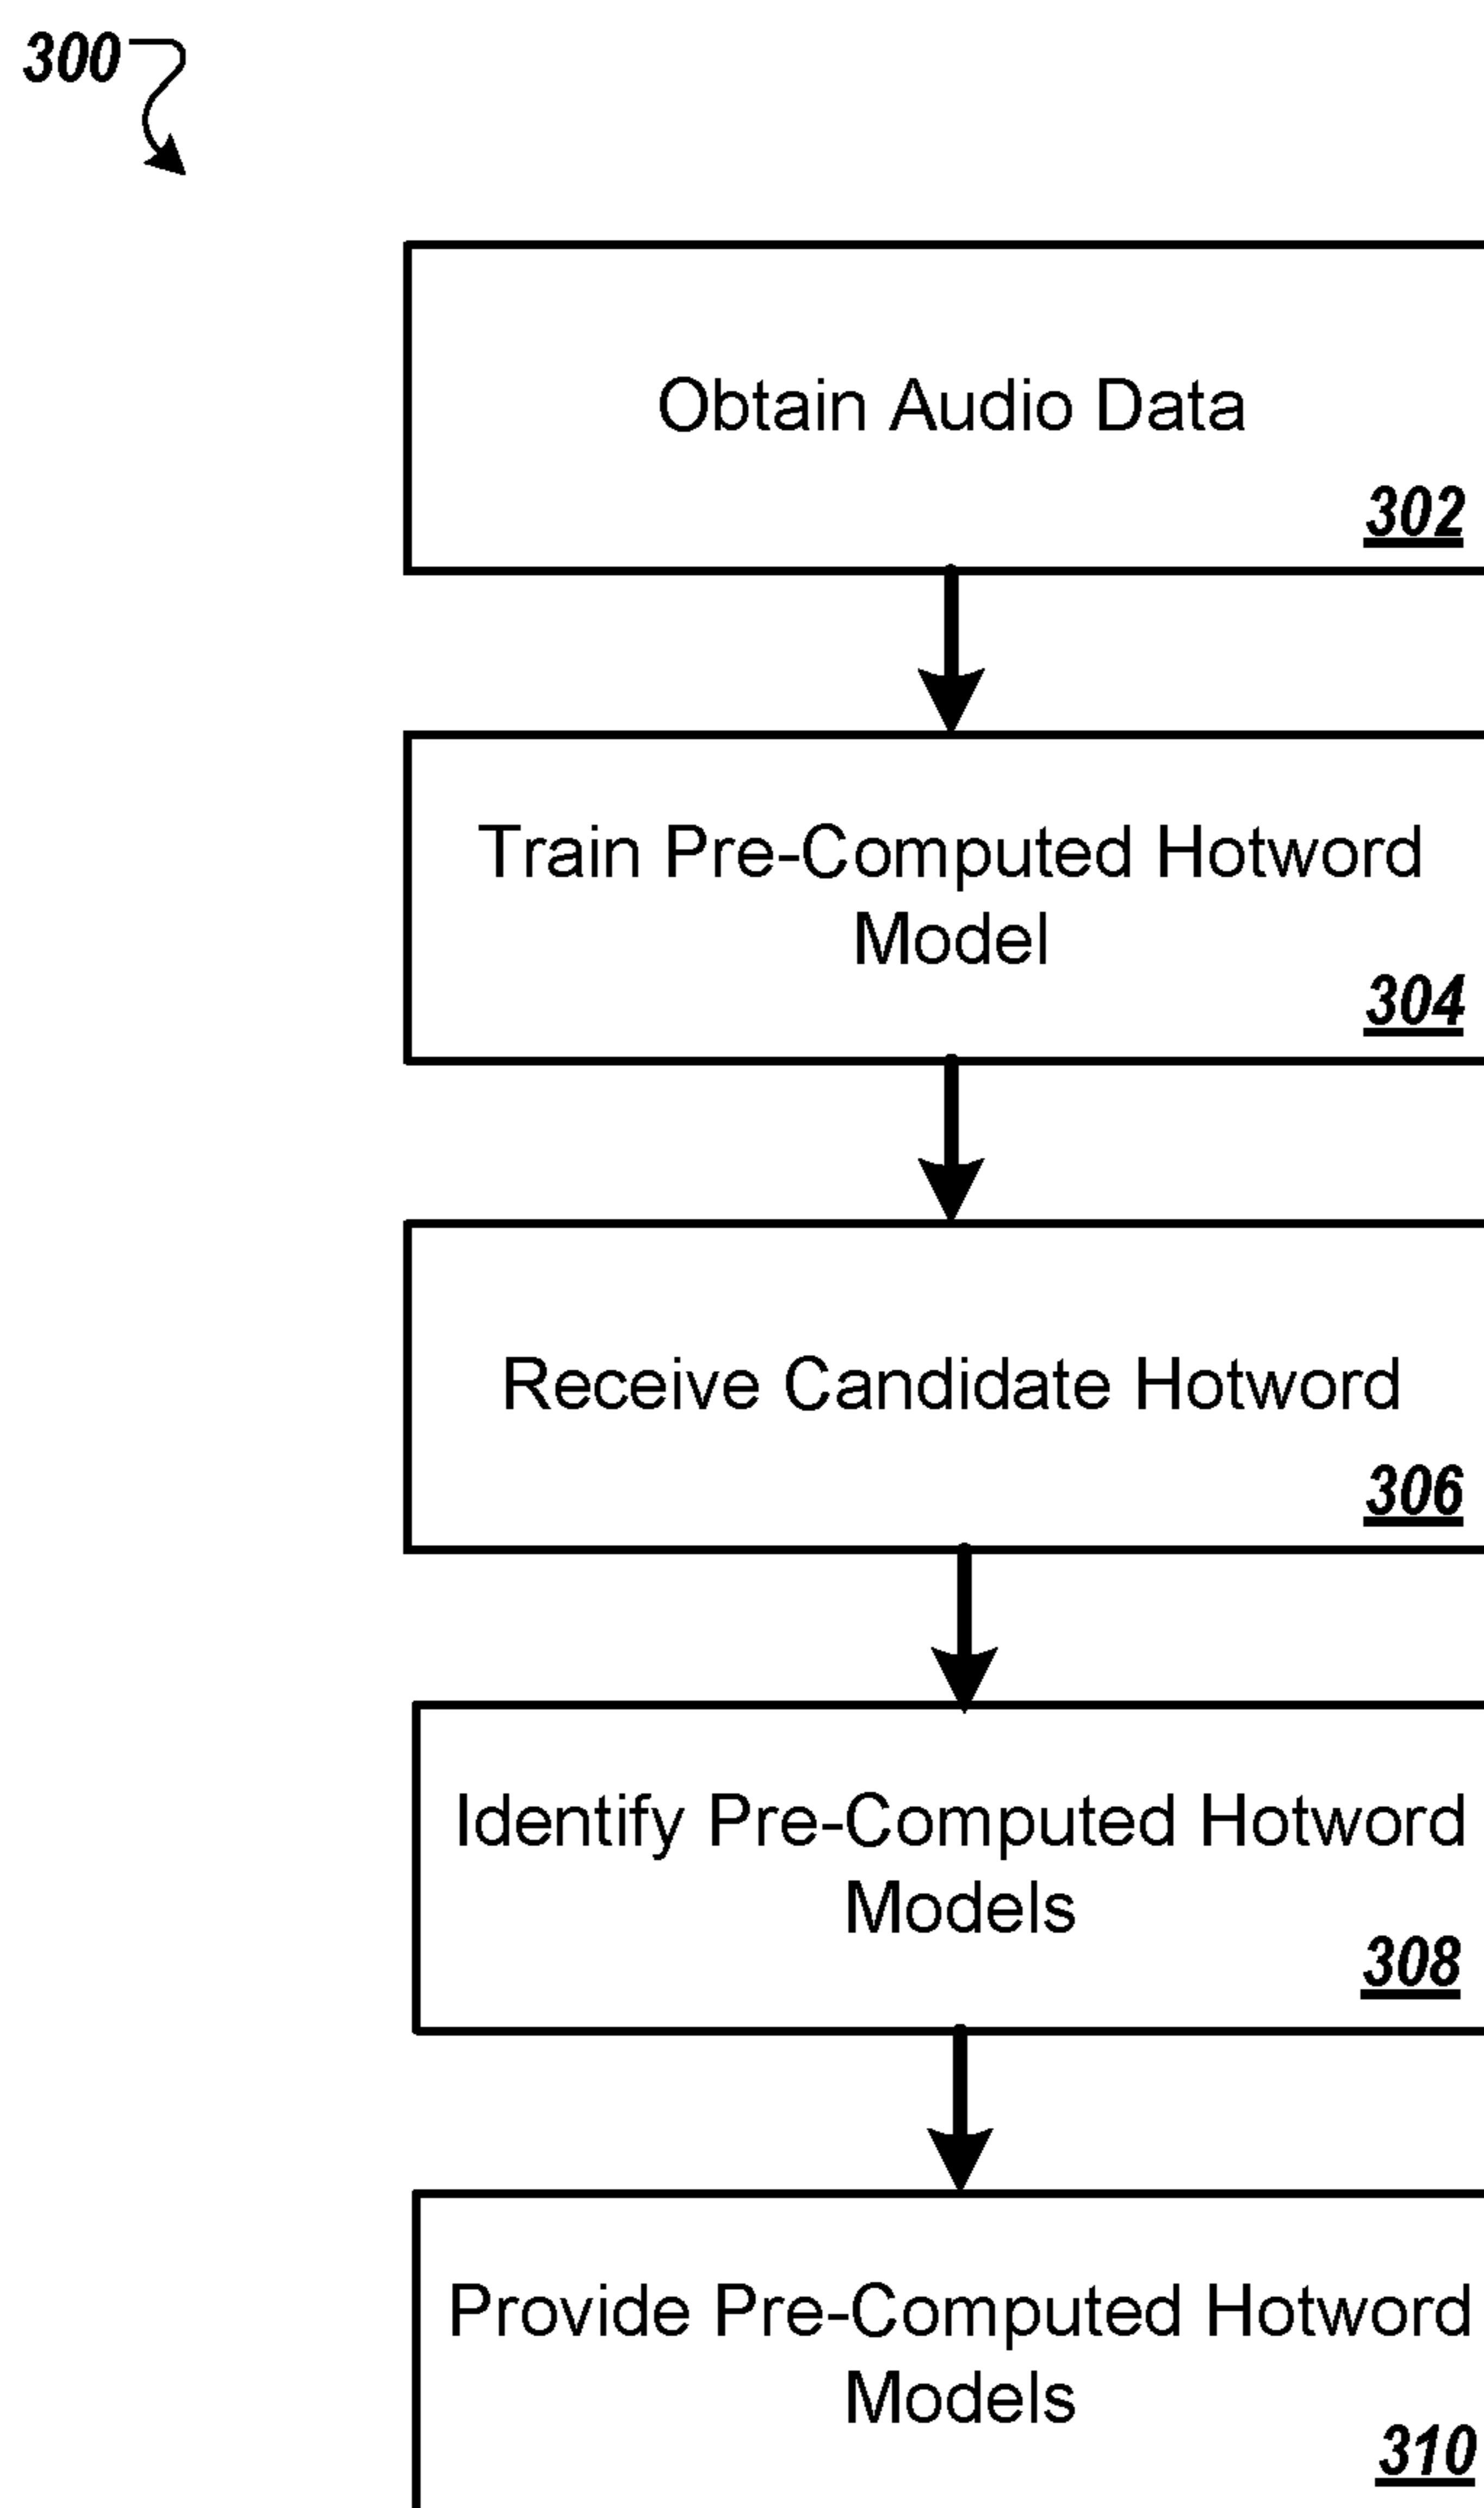 300
Obtain Audio Data
302
Train Pre-Computed Hotword
Model
304
Receive Candidate Hotword
306
Identify Pre-Computed Hotword
Models
308
Provide Pre-Computed Hotword
Models
310